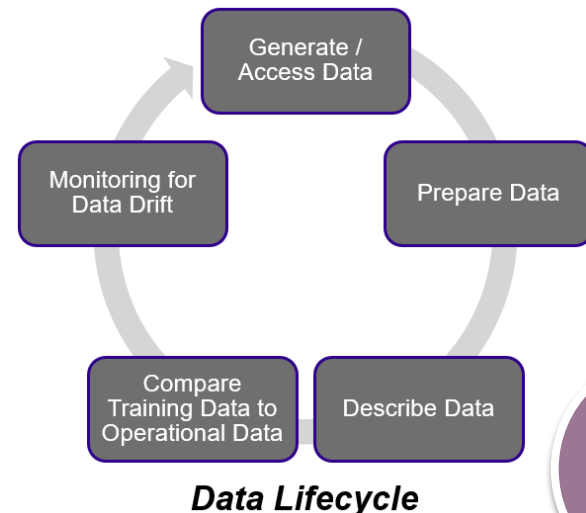 Generate /
Access Data
Monitoring for
Data Drift
Prepare Data
Compare
Training Data to
Operational Data
Describe Data
Data Lifecycle